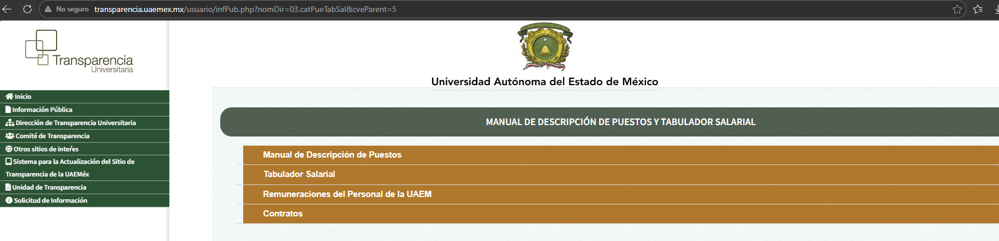 No seguro transparencia.uaemex.mx/usuario/infPub.php?nomDir=03.catPueTabSal&cveParent=5
Transparencia
Universitaria
Universidad Autónoma del Estado de México
Inicio
Información Pública
Dirección de Transparencia Universitaria
Comité de Transparencia
Otros sitios de interés
Sistema para la Actualización del Sitio de
Transparencia de la UAEMéx
Unidad de Transparencia
Solicitud de Información
MANUAL DE DESCRIPCIÓN DE PUESTOS Y TABULADOR SALARIAL
Manual de Descripción de Puestos
Tabulador Salarial
Remuneraciones del Personal de la UAEM
Contratos